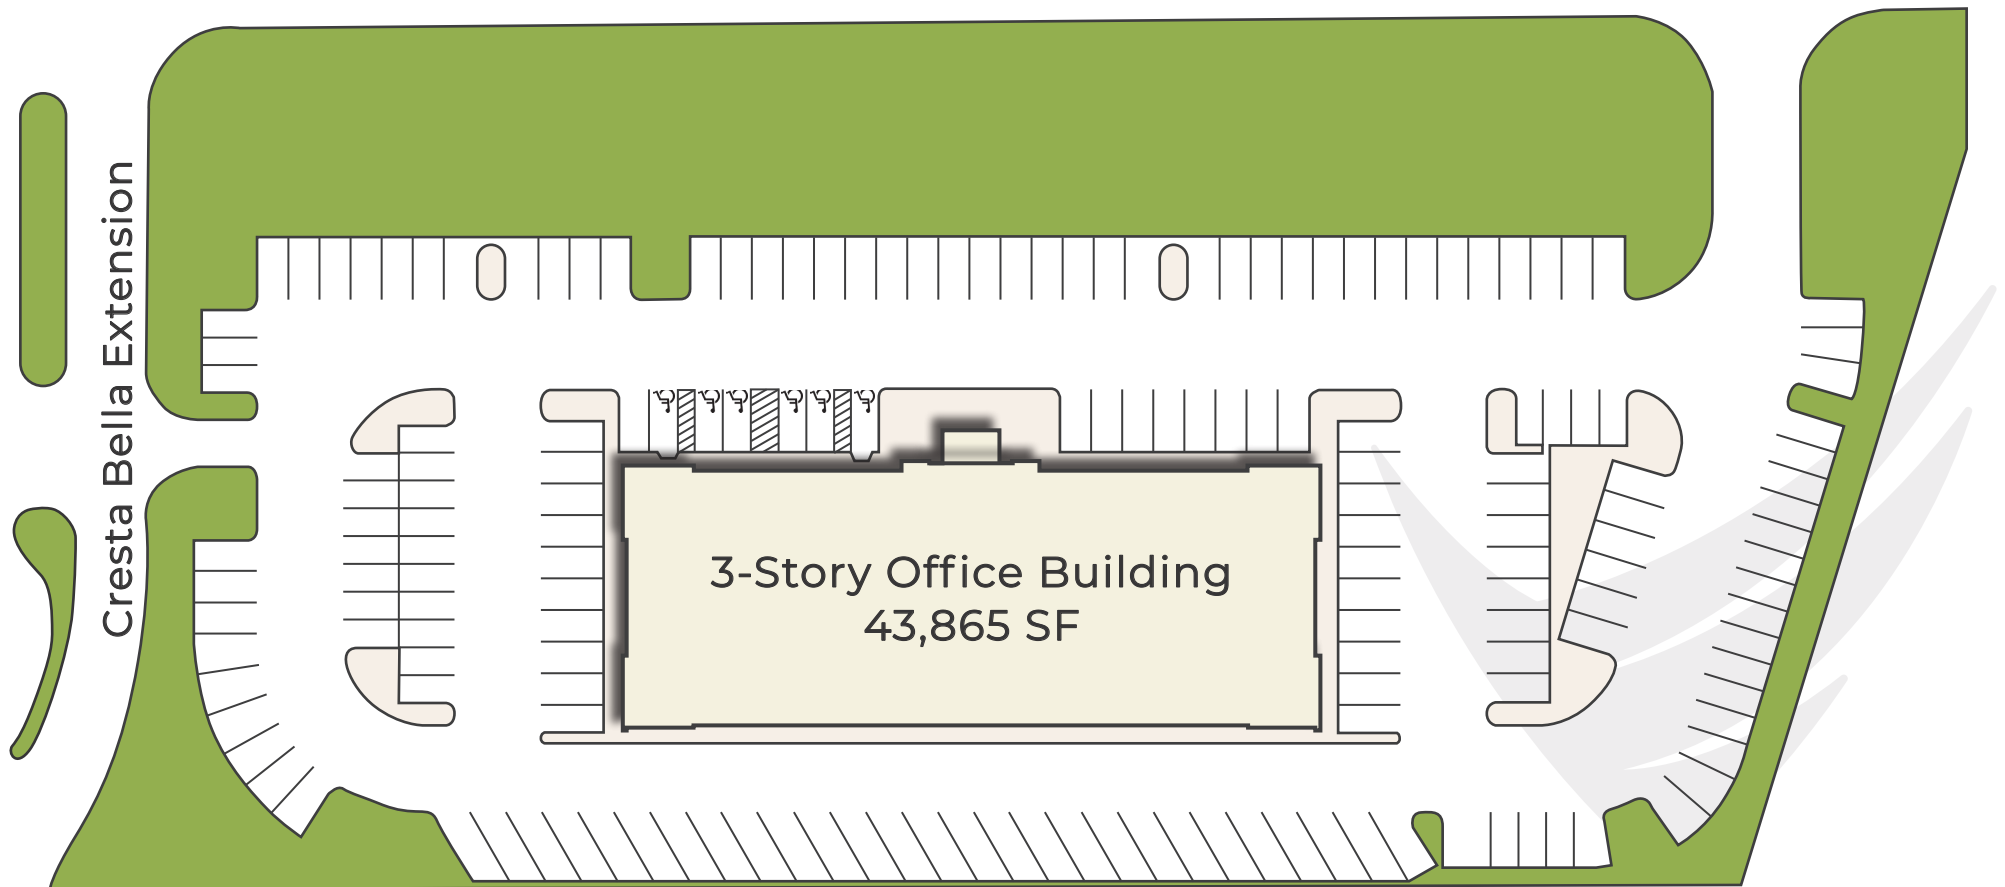 Cresta Bella Extension
3-Story Office Building
43,865 SF